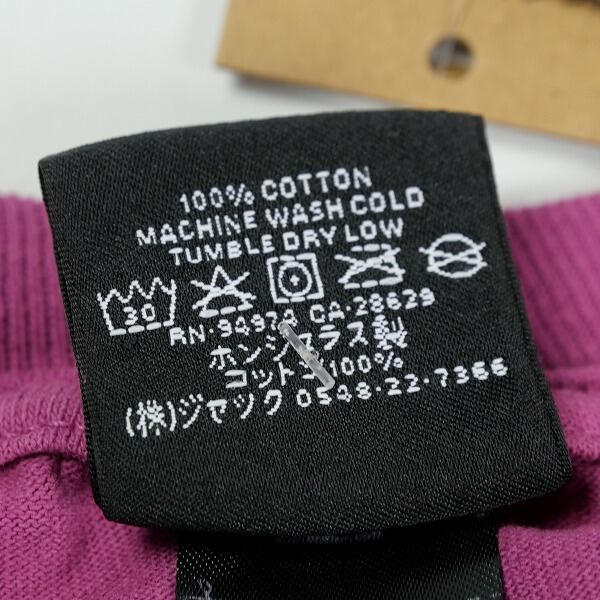 100% COTTON
MACHINE WASH COLD
TUMBLE DRY LOW
30
CA·28629
ホンジュラス製
コットン100%
(株)ジャック 0548·22·7366